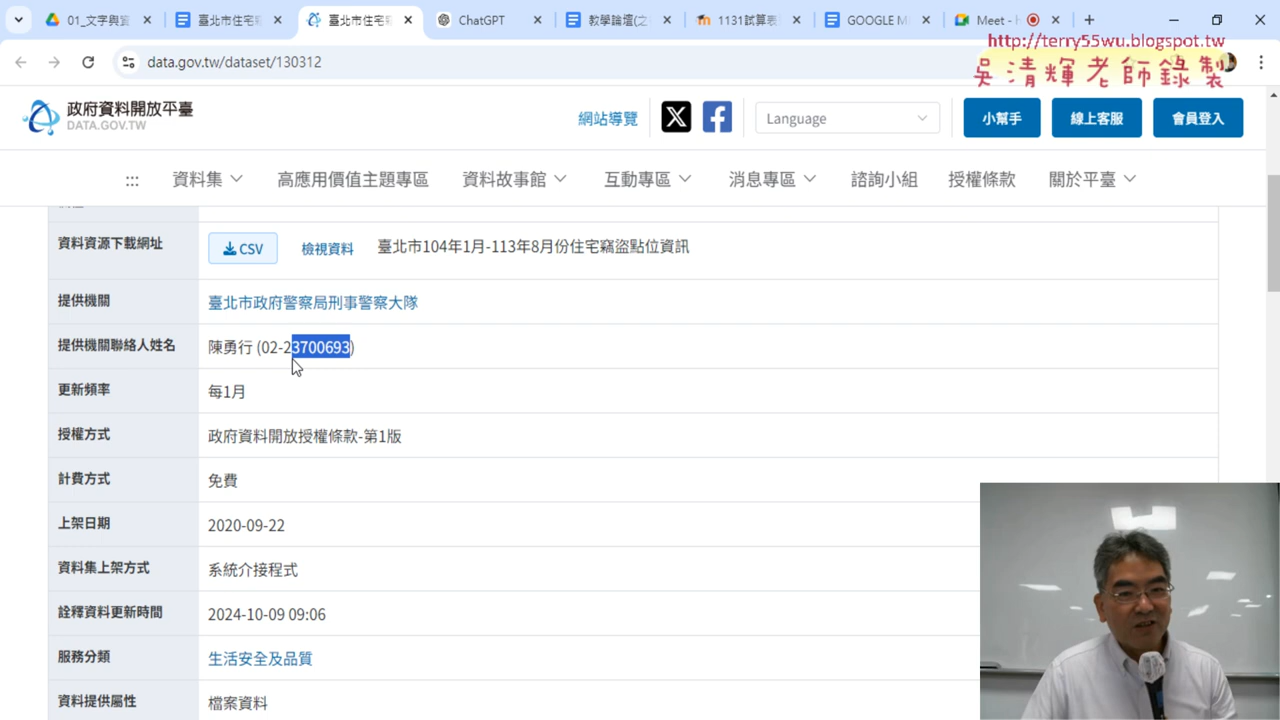 01_文字與資
臺北市住宅竊
臺北市住宅竊
ChatGPT
教學論壇(之
1131試算表
GOOGLE M
Meet -
http://terry55wu.blogspot.tw
data.gov.tw/dataset/130312
吳清輝老師錄製
政府資料開放平臺
DATA.GOV.TW
網站導覽
Language
小幫手
線上客服
會員登入
資料集
高應用價值主題專區
資料故事館
互動專區
消息專區
諮詢小組
授權條款
關於平臺
資料資源下載網址
CSV
檢視資料
臺北市104年1月-113年8月份住宅竊盜點位資訊
提供機關
臺北市政府警察局刑事警察大隊
提供機關聯絡人姓名
陳勇行 (02-23700693)
更新頻率
每1月
授權方式
政府資料開放授權條款-第1版
計費方式
免費
上架日期
2020-09-22
資料集上架方式
系統介接程式
詮釋資料更新時間
2024-10-09 09:06
服務分類
生活安全及品質
資料提供屬性
檔案資料